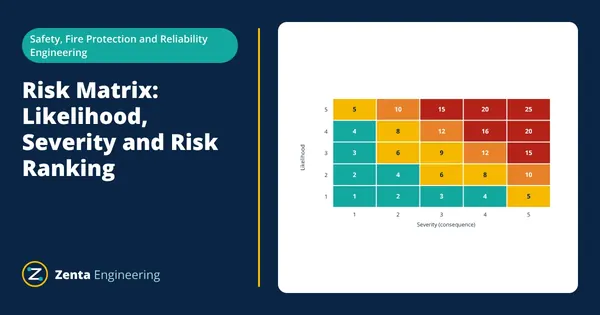 Safety, Fire Protection and Reliability
Engineering
Risk Matrix:
Likelihood,
Severity and Risk
Ranking
Zenta Engineering
Likelihood
5 5 10 15 20 25
4 4 8 12 16 20
3 3 6 9 12 15
2 2 4 6 8 10
1 1 2 3 4 5
1 2 3 4 5
Severity (consequence)